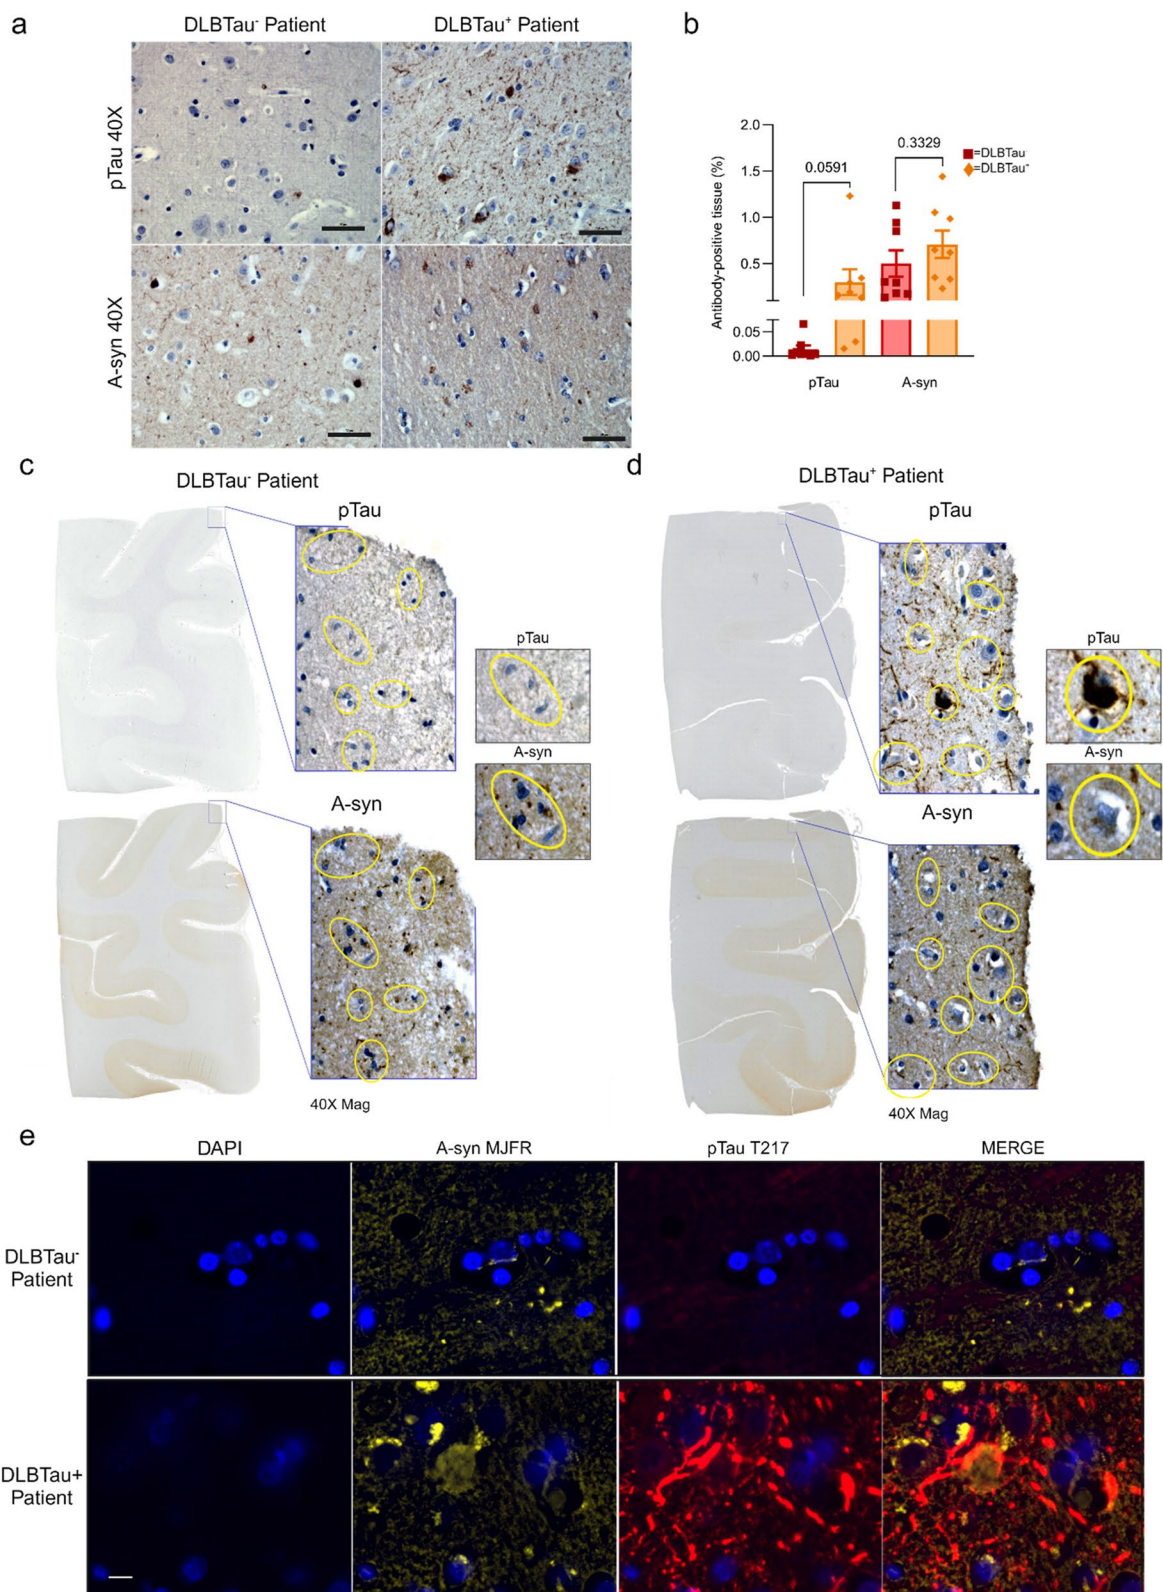 a
DLBTau⁻ Patient
DLBTau⁺ Patient
pTau 40X
A-syn 40X
b
Antibody-positive tissue (%)
2.0
1.5
1.0
0.5
0.05
0.00
0.0591
0.3329
=DLBTau⁻
=DLBTau⁺
pTau
A-syn
c
DLBTau⁻ Patient
pTau
pTau
A-syn
A-syn
40X Mag
d
DLBTau⁺ Patient
pTau
pTau
A-syn
A-syn
40X Mag
e
DAPI
A-syn MJFR
pTau T217
MERGE
DLBTau⁻
Patient
DLBTau+
Patient